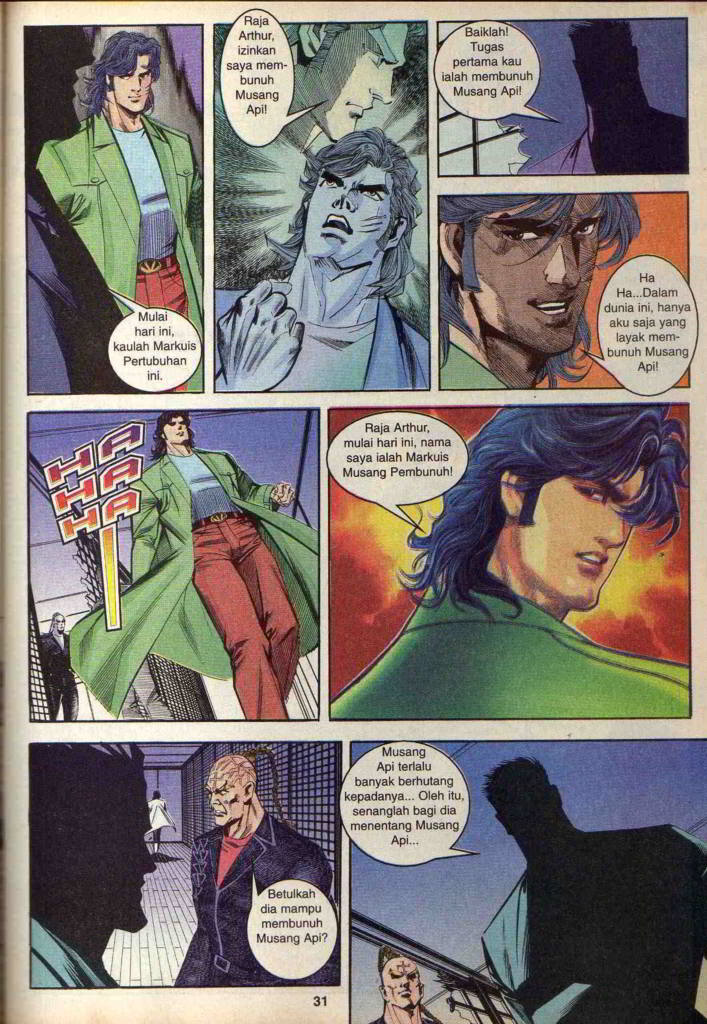 Mulai
hari ini,
kaulah Markuis
Pertubuhan
ini.
Raja
Arthur,
izinkan
saya mem-
bunuh
Musang
Api!
Baiklah!
Tugas
pertama kau
ialah membunuh
Musang Api!
Ha
Ha...Dalam
dunia ini, hanya
aku saja yang
layak mem-
bunuh Musang
Api!
HA
HA
HA
HA
HA
HA
!
Raja Arthur,
mulai hari ini, nama
saya ialah Markuis
Musang Pembunuh!
Betulkah
dia mampu
membunuh
Musang Api?
Musang
Api terlalu
banyak berhutang
kepadanya... Oleh itu,
senanglah bagi dia
menentang Musang
Api...
31